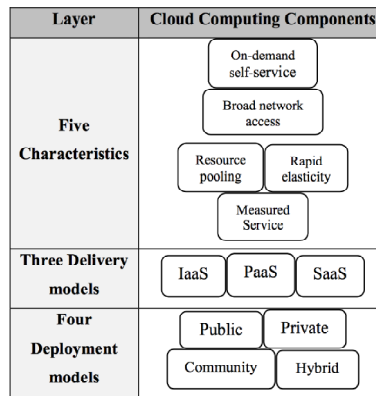 Layer
Cloud Computing Components
Five
Characteristics
On-demand
self-service
Broad network
access
Resource
pooling
Rapid
elasticity
Measured
Service
Three Delivery
models
IaaS
PaaS
SaaS
Four
Deployment
models
Public
Private
Community
Hybrid